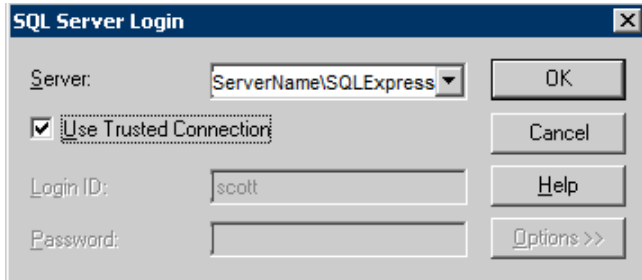 SQL Server Login
Server: ServerName\SQLExpress OK
Use Trusted Connection Cancel
Login ID: scott Help
Password: Options >>